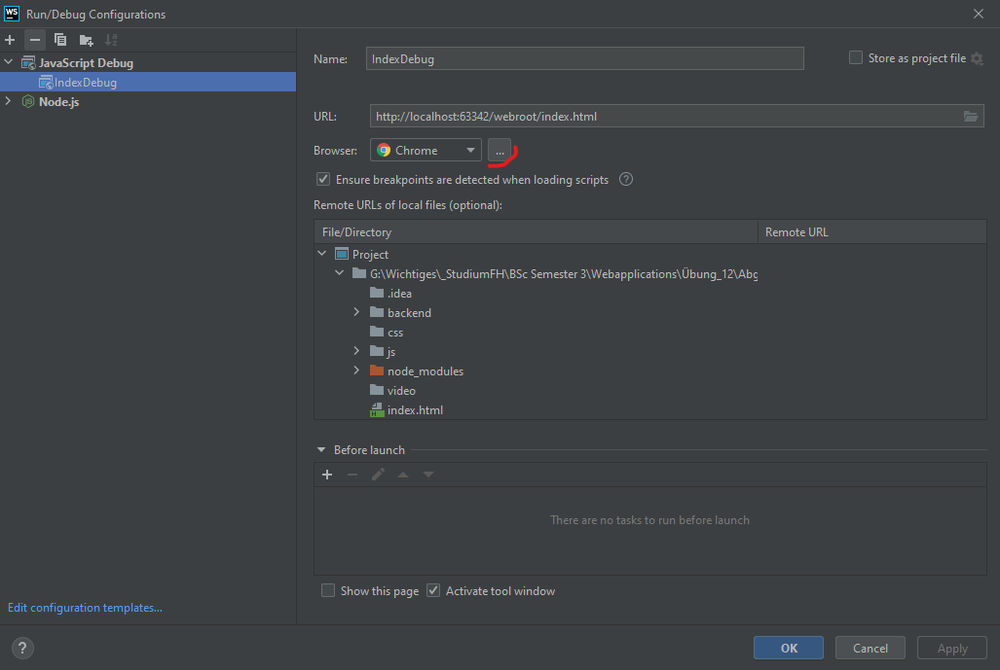 WS Run/Debug Configurations
JavaScript Debug
IndexDebug
Node.js
Name: IndexDebug Store as project file
URL: http://localhost:63342/webroot/index.html
Browser: Chrome ...
Ensure breakpoints are detected when loading scripts ?
Remote URLs of local files (optional):
File/Directory Remote URL
Project
G:\Wichtiges\_StudiumFH\BSc Semester 3\Webapplications\Übung_12\Abg
.idea
backend
css
js
node_modules
video
index.html
Before launch
There are no tasks to run before launch
Show this page Activate tool window
Edit configuration templates...
? OK Cancel Apply